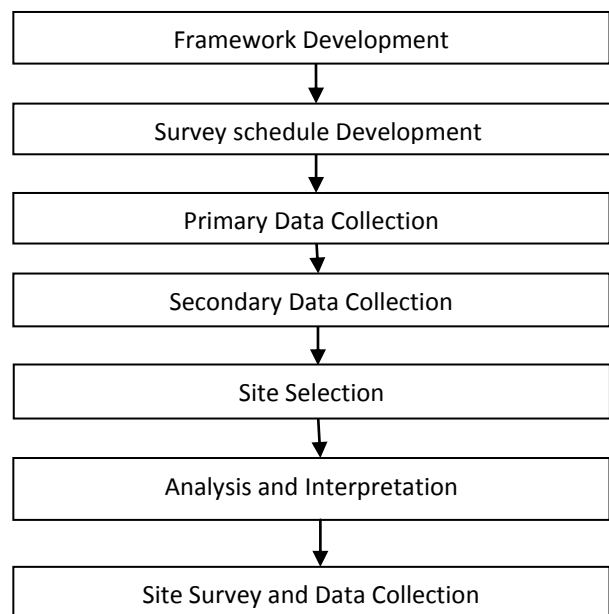 Framework Development
Survey schedule Development
Primary Data Collection
Secondary Data Collection
Site Selection
Analysis and Interpretation
Site Survey and Data Collection